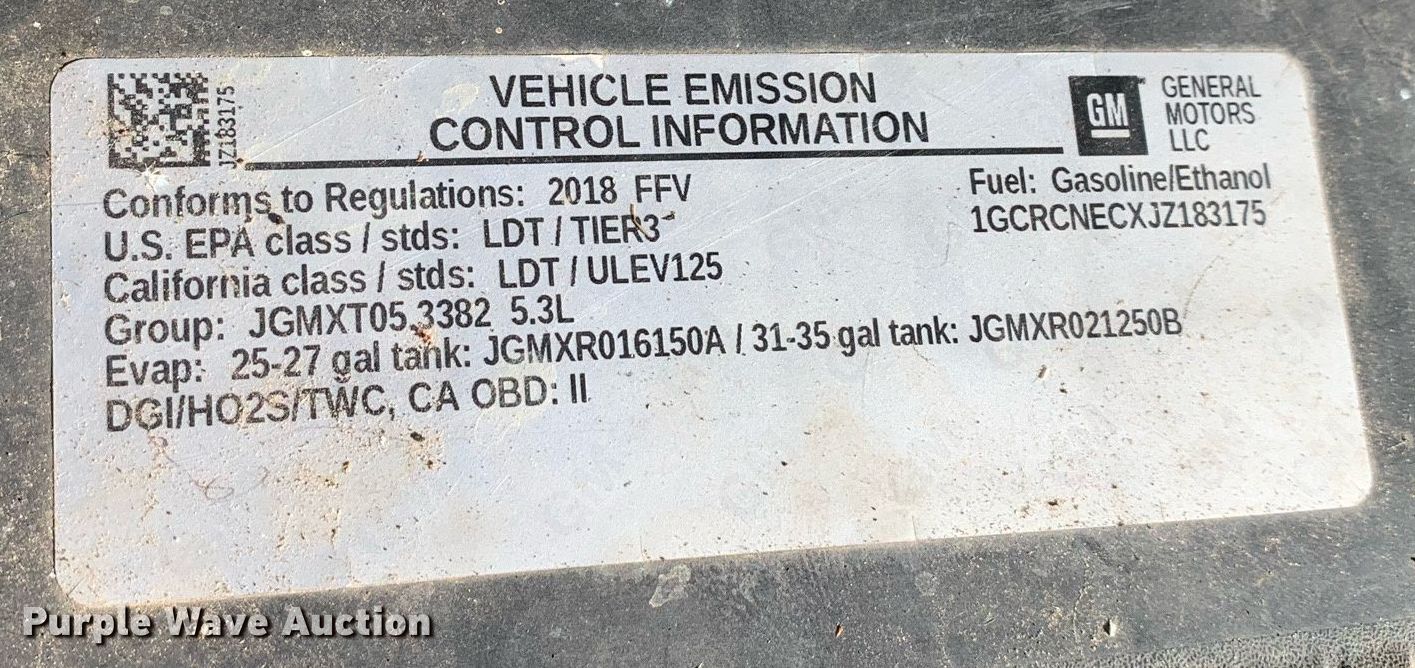 JZ183175
VEHICLE EMISSION
CONTROL INFORMATION
GM
GENERAL
MOTORS
LLC
Conforms to Regulations: 2018 FFV
Fuel: Gasoline/Ethanol
U.S. EPA class / stds: LDT / TIER3
1GCRCNECXJZ183175
California class / stds: LDT / ULEV125
Group: JGMXT05.3382 5.3L
Evap: 25-27 gal tank: JGMXR016150A / 31-35 gal tank: JGMXR021250B
DGI/HO2S/TWC, CA OBD: II
Purple Wave Auction